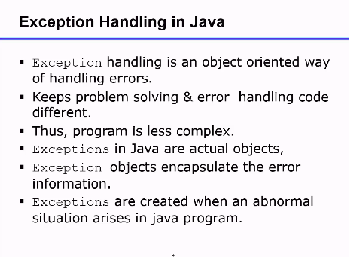 Exception Handling in Java
▪ Exception handling is an object oriented way
of handling errors.
▪ Keeps problem solving & error handling code
different.
▪ Thus, program is less complex.
▪ Exceptions in Java are actual objects,
▪ Exception objects encapsulate the error
information.
▪ Exceptions are created when an abnormal
situation arises in java program.